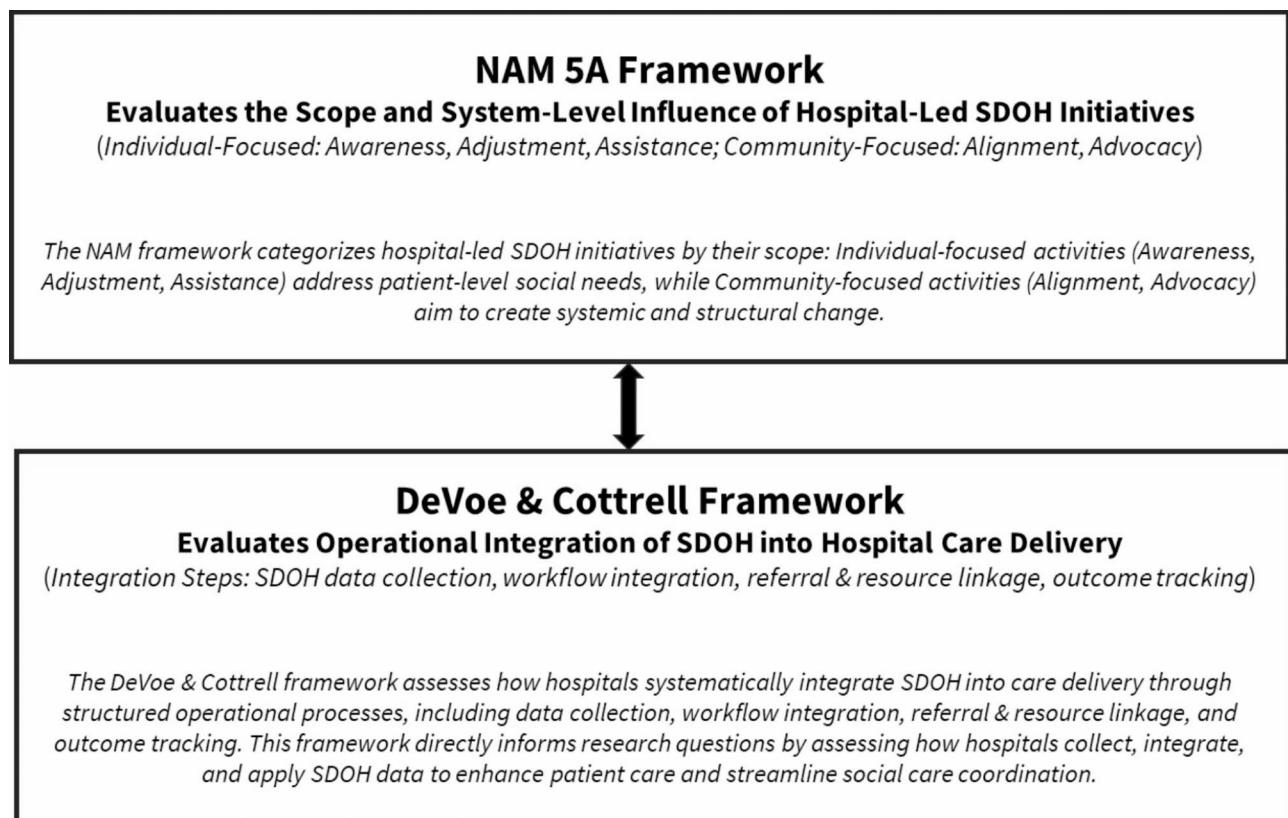 NAM 5A Framework
Evaluates the Scope and System-Level Influence of Hospital-Led SDOH Initiatives
(Individual-Focused: Awareness, Adjustment, Assistance; Community-Focused: Alignment, Advocacy)
The NAM framework categorizes hospital-led SDOH initiatives by their scope: Individual-focused activities (Awareness,
Adjustment, Assistance) address patient-level social needs, while Community-focused activities (Alignment, Advocacy)
aim to create systemic and structural change.
DeVoe & Cottrell Framework
Evaluates Operational Integration of SDOH into Hospital Care Delivery
(Integration Steps: SDOH data collection, workflow integration, referral & resource linkage, outcome tracking)
The DeVoe & Cottrell framework assesses how hospitals systematically integrate SDOH into care delivery through
structured operational processes, including data collection, workflow integration, referral & resource linkage, and
outcome tracking. This framework directly informs research questions by assessing how hospitals collect, integrate,
and apply SDOH data to enhance patient care and streamline social care coordination.